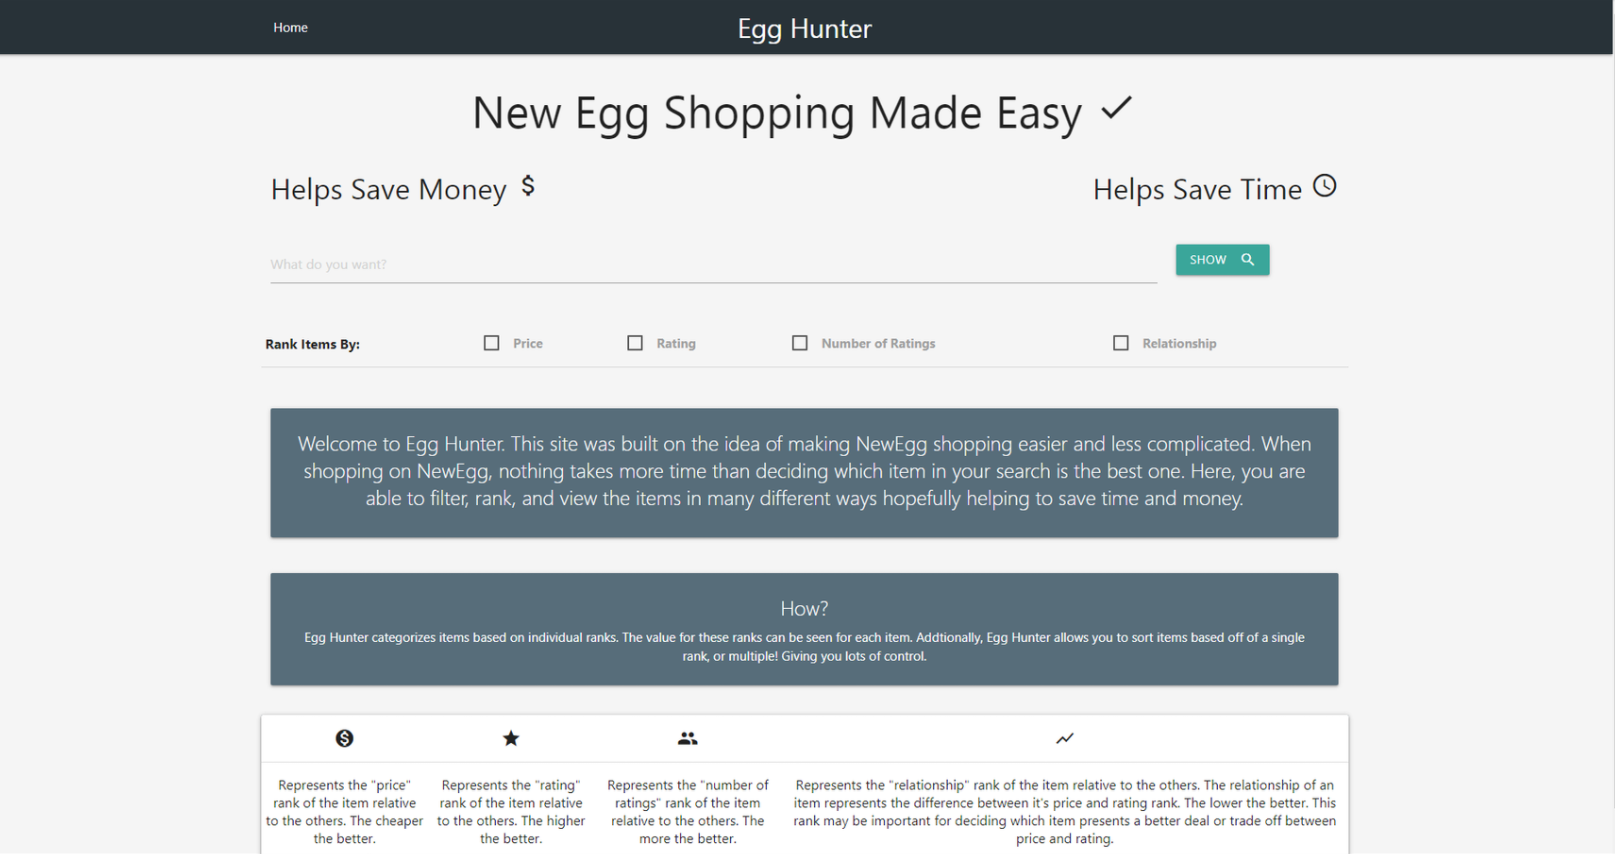 Home
Egg Hunter
New Egg Shopping Made Easy
Helps Save Money
Helps Save Time
What do you want?
SHOW
Rank Items By:
Price
Rating
Number of Ratings
Relationship
Welcome to Egg Hunter. This site was built on the idea of making NewEgg shopping easier and less complicated. When
shopping on NewEgg, nothing takes more time than deciding which item in your search is the best one. Here, you are
able to filter, rank, and view the items in many different ways hopefully helping to save time and money.
How?
Egg Hunter categorizes items based on individual ranks. The value for these ranks can be seen for each item. Addtionally, Egg Hunter allows you to sort items based off of a single
rank, or multiple! Giving you lots of control.
Represents the "price"
rank of the item relative
to the others. The cheaper
the better.
Represents the "rating"
rank of the item relative
to the others. The higher
the better.
Represents the "number of
ratings" rank of the item
relative to the others. The
more the better.
Represents the "relationship" rank of the item relative to the others. The relationship of an
item represents the difference between it's price and rating rank. The lower the better. This
rank may be important for deciding which item presents a better deal or trade off between
price and rating.